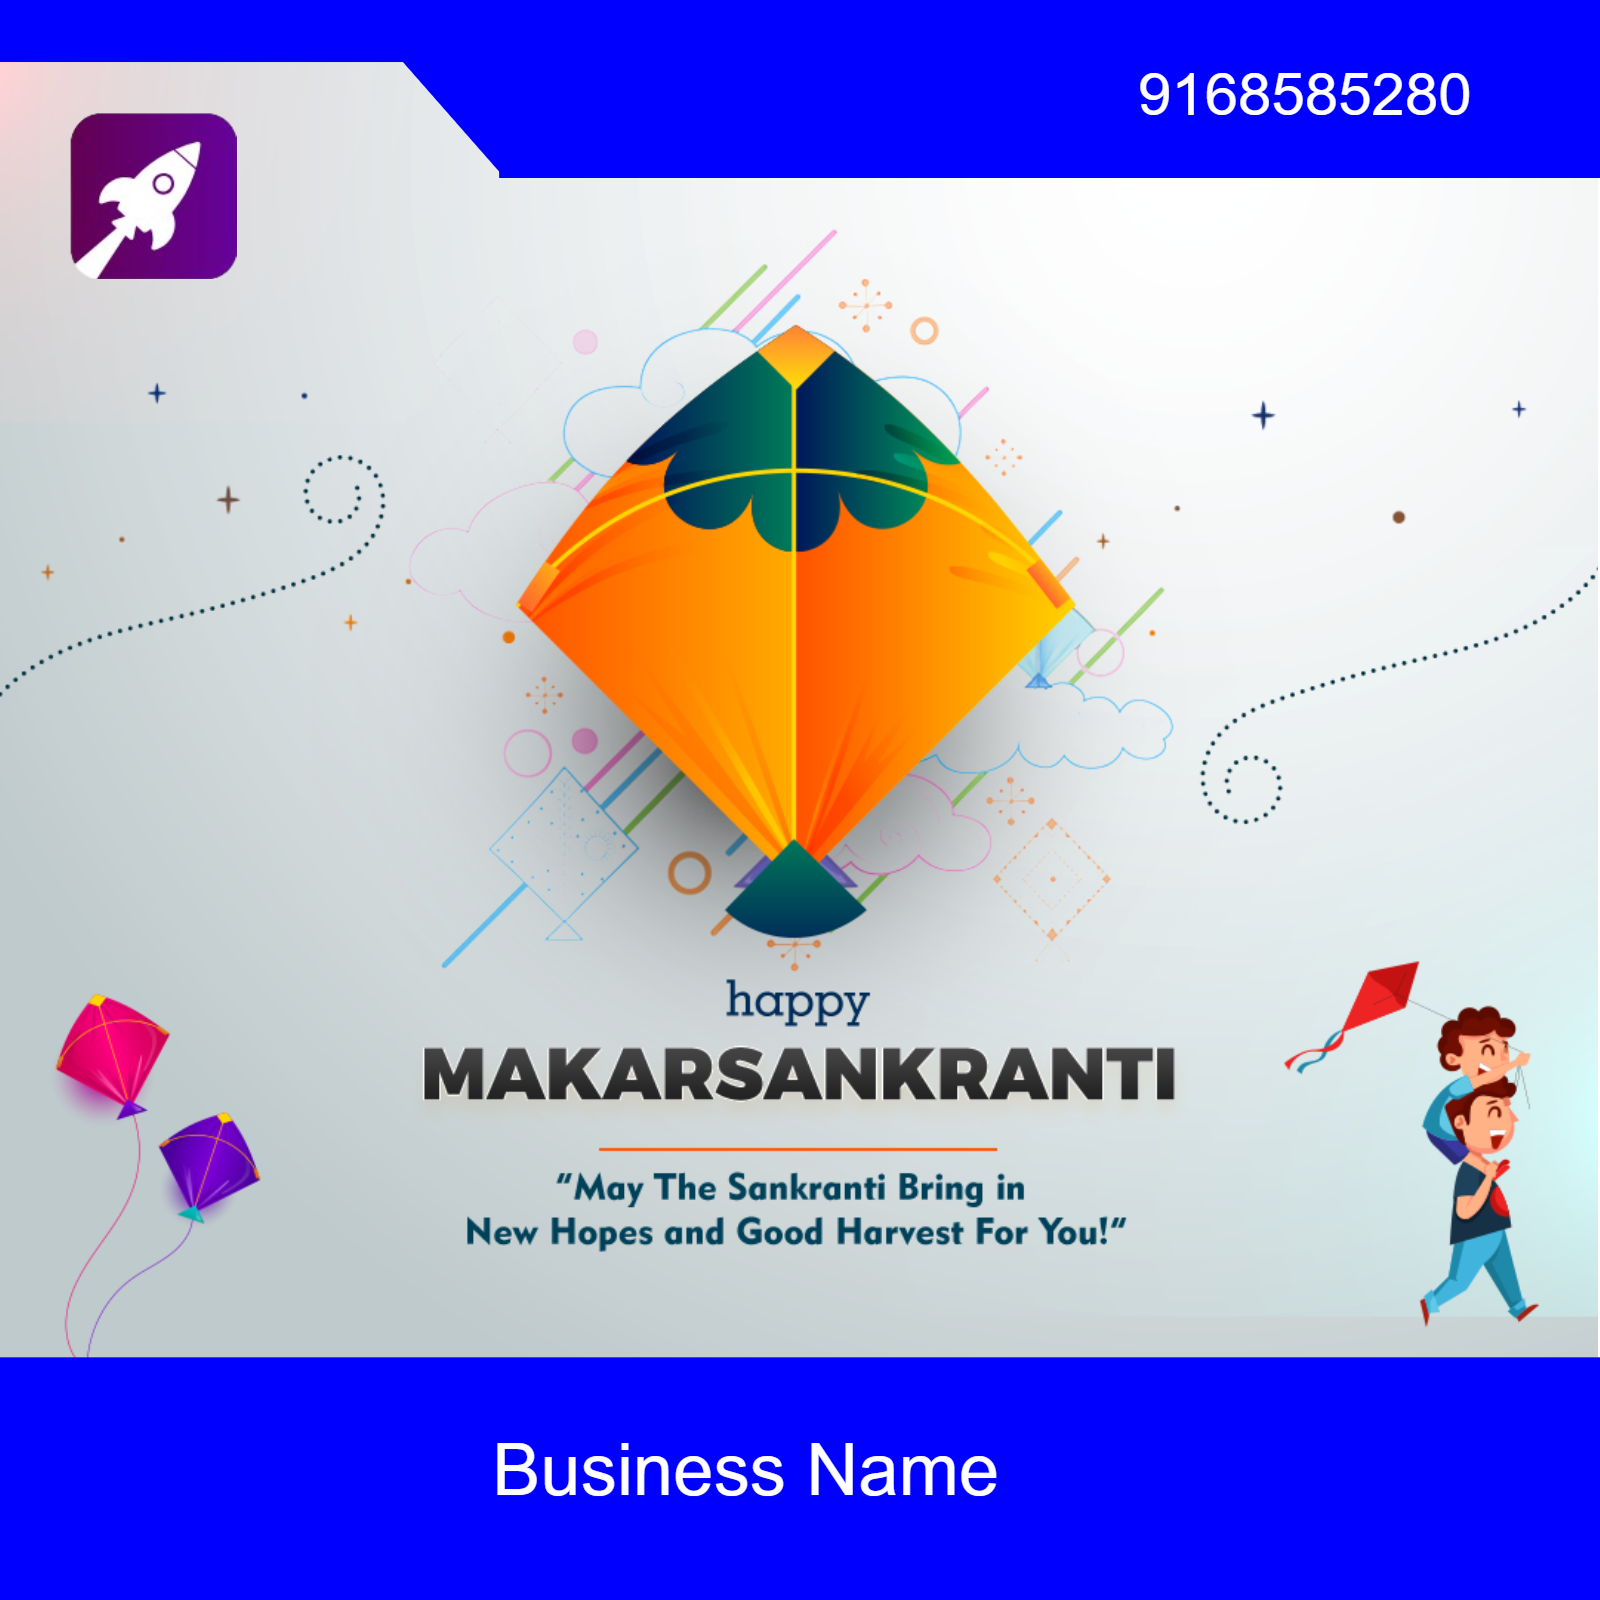 9168585280
happy
MAKARSANKRANTI
“May The Sankranti Bring in
New Hopes and Good Harvest For You!“
Business Name